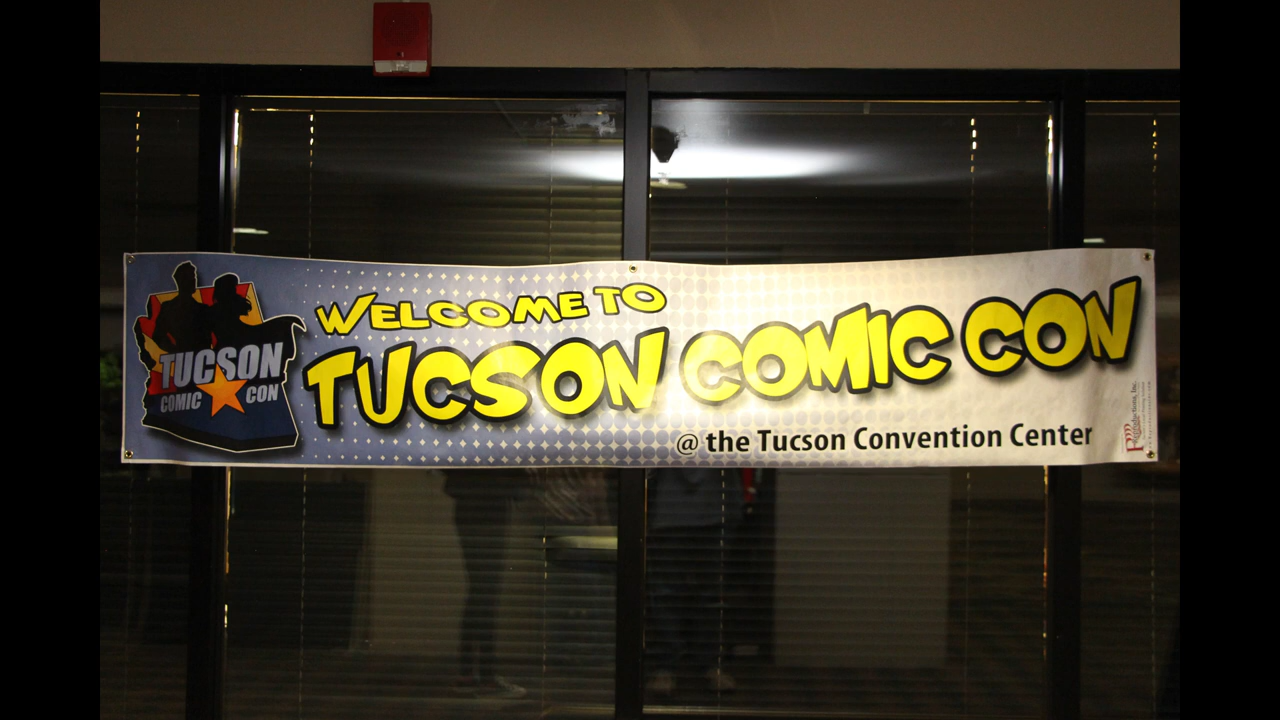 WELCOME TO
TUCSON COMIC CON
@ the Tucson Convention Center
TUCSON
COMIC CON